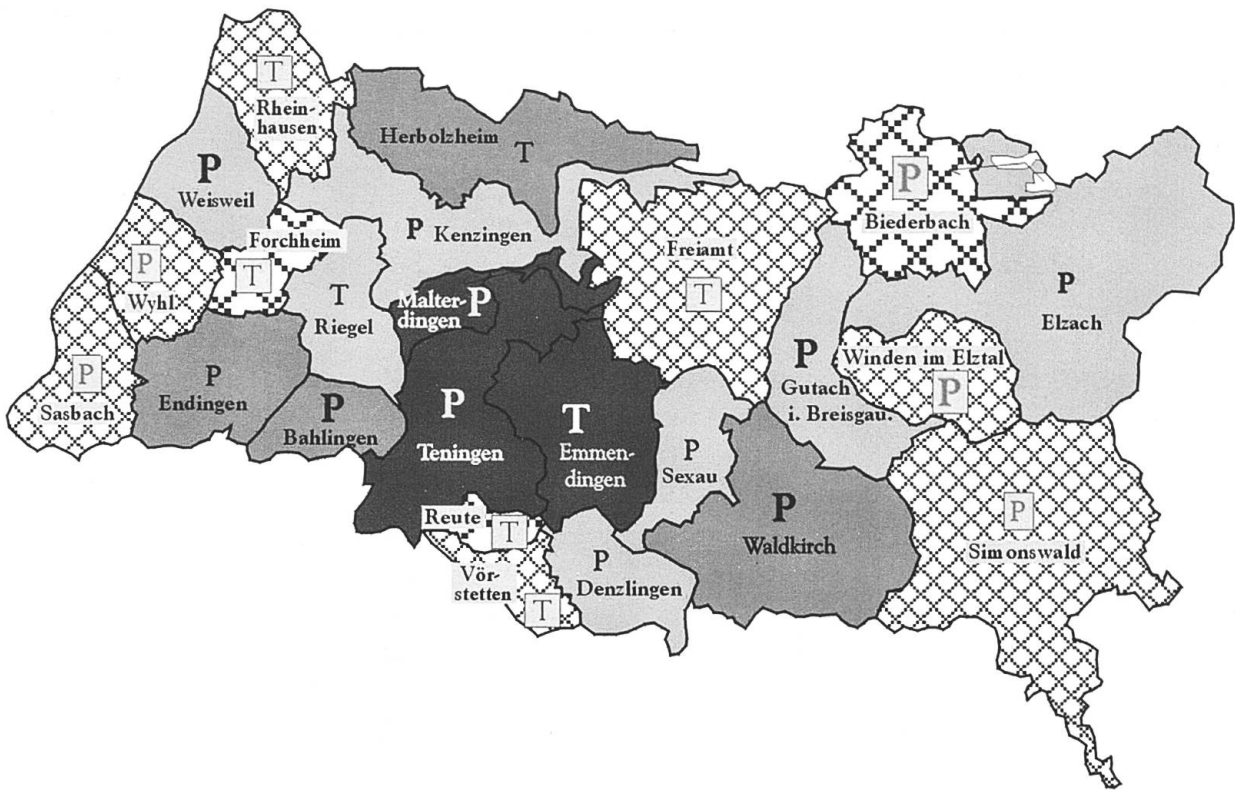 T
Rhein-
hausen
Herbolzheim T
P
Weisweil
P
Biederbach
Forchheim
T
P Kenzingen
Freiamt
T
P
Wyhl
T
Riegel
Malter-
dingen P
P
Elzach
P
Sasbach
P
Endingen
P
Bahlingen
P
Teningen
T
Emmen-
dingen
P
Sexau
P
Gutach
i. Breisgau.
Winden im Elztal
P
P
Waldkirch
P
Simonswald
Reute
T
Vör-
stetten
T
P
Denzlingen